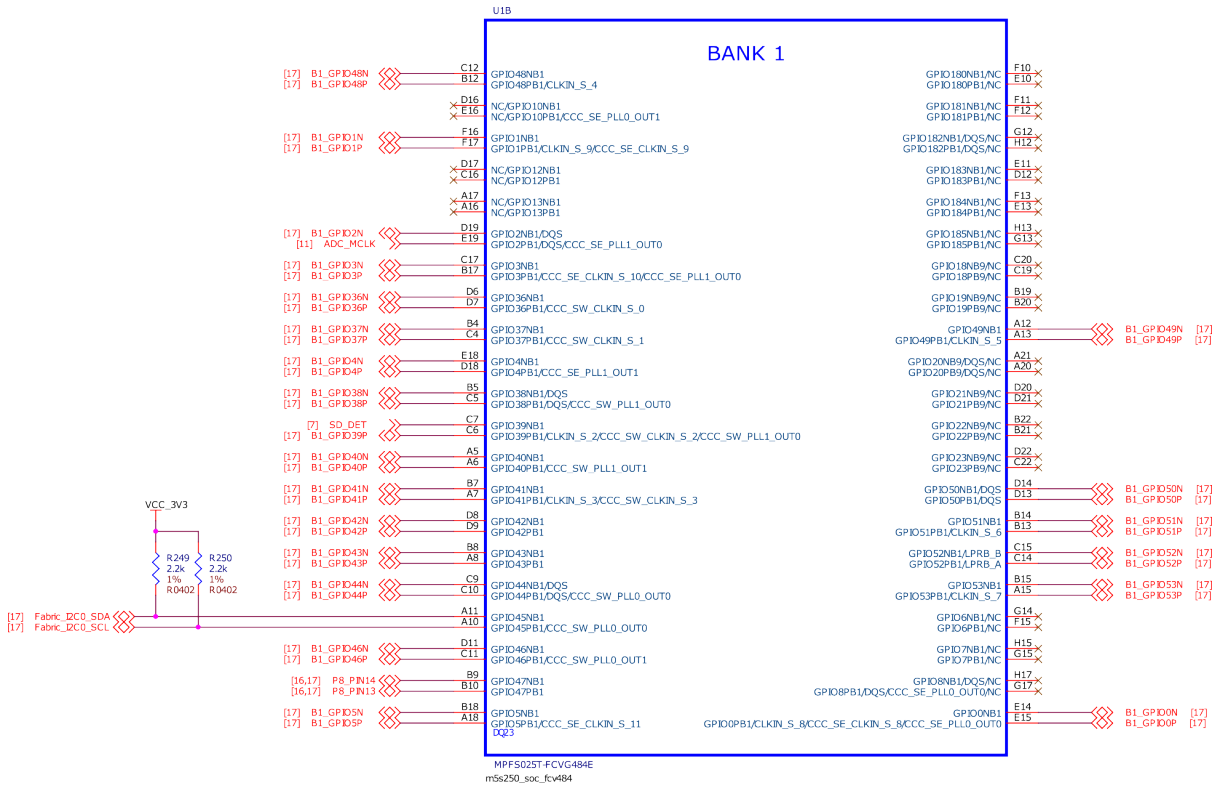 U1B
BANK 1
[17] B1_GPIO48N C12 GPIO48NB1
[17] B1_GPIO48P B12 GPIO48PB1/CLKIN_S_4
D16 NC/GPIO10NB1
E16 NC/GPIO10PB1/CCC_SE_PLL0_OUT1
[17] B1_GPIO1N F16 GPIO1NB1
[17] B1_GPIO1P F17 GPIO1PB1/CLKIN_S_9/CCC_SE_CLKIN_S_9
D17 NC/GPIO12NB1
C16 NC/GPIO12PB1
A17 NC/GPIO13NB1
A16 NC/GPIO13PB1
[17] B1_GPIO2N D19 GPIO2NB1/DQS
[11] ADC_MCLK E19 GPIO2PB1/DQS/CCC_SE_PLL1_OUT0
[17] B1_GPIO3N C17 GPIO3NB1
[17] B1_GPIO3P B17 GPIO3PB1/CCC_SE_CLKIN_S_10/CCC_SE_PLL1_OUT0
[17] B1_GPIO36N D6 GPIO36NB1
[17] B1_GPIO36P D7 GPIO36PB1/CCC_SW_CLKIN_S_0
[17] B1_GPIO37N B4 GPIO37NB1
[17] B1_GPIO37P C4 GPIO37PB1/CCC_SW_CLKIN_S_1
[17] B1_GPIO4N E18 GPIO4NB1
[17] B1_GPIO4P D18 GPIO4PB1/CCC_SE_PLL1_OUT1
[17] B1_GPIO38N B5 GPIO38NB1/DQS
[17] B1_GPIO38P C5 GPIO38PB1/DQS/CCC_SW_PLL1_OUT0
[7] SD_DET C7 GPIO39NB1
[17] B1_GPIO39P C6 GPIO39PB1/CLKIN_S_2/CCC_SW_CLKIN_S_2/CCC_SW_PLL1_OUT0
[17] B1_GPIO40N A5 GPIO40NB1
[17] B1_GPIO40P A6 GPIO40PB1/CCC_SW_PLL1_OUT1
[17] B1_GPIO41N B7 GPIO41NB1
[17] B1_GPIO41P A7 GPIO41PB1/CLKIN_S_3/CCC_SW_CLKIN_S_3
[17] B1_GPIO42N D8 GPIO42NB1
[17] B1_GPIO42P D9 GPIO42PB1
[17] B1_GPIO43N B8 GPIO43NB1
[17] B1_GPIO43P A8 GPIO43PB1
[17] B1_GPIO44N C9 GPIO44NB1/DQS
[17] B1_GPIO44P C10 GPIO44PB1/DQS/CCC_SW_PLL0_OUT0
VCC_3V3
R249
2.2k
1%
R0402
R250
2.2k
1%
R0402
[17] Fabric_I2C0_SDA A11 GPIO45NB1
[17] Fabric_I2C0_SCL A10 GPIO45PB1/CCC_SW_PLL0_OUT0
[17] B1_GPIO46N D11 GPIO46NB1
[17] B1_GPIO46P C11 GPIO46PB1/CCC_SW_PLL0_OUT1
[16,17] P8_PIN14 B9 GPIO47NB1
[16,17] P8_PIN13 B10 GPIO47PB1
[17] B1_GPIO5N B18 GPIO5NB1
[17] B1_GPIO5P A18 GPIO5PB1/CCC_SE_CLKIN_S_11
DQ23
GPIO180NB1/NC F10
GPIO180PB1/NC E10
GPIO181NB1/NC F11
GPIO181PB1/NC F12
GPIO182NB1/DQS/NC G12
GPIO182PB1/DQS/NC H12
GPIO183NB1/NC E11
GPIO183PB1/NC D12
GPIO184NB1/NC F13
GPIO184PB1/NC E13
GPIO185NB1/NC H13
GPIO185PB1/NC G13
GPIO18NB9/NC C20
GPIO18PB9/NC C19
GPIO19NB9/NC B19
GPIO19PB9/NC B20
GPIO49NB1 A12 B1_GPIO49N [17]
GPIO49PB1/CLKIN_S_5 A13 B1_GPIO49P [17]
GPIO20NB9/DQS/NC A21
GPIO20PB9/DQS/NC A20
GPIO21NB9/NC D20
GPIO21PB9/NC D21
GPIO22NB9/NC B22
GPIO22PB9/NC B21
GPIO23NB9/NC D22
GPIO23PB9/NC C22
GPIO50NB1/DQS D14 B1_GPIO50N [17]
GPIO50PB1/DQS D13 B1_GPIO50P [17]
GPIO51NB1 B14 B1_GPIO51N [17]
GPIO51PB1/CLKIN_S_6 B13 B1_GPIO51P [17]
GPIO52NB1/LPRB_B C15 B1_GPIO52N [17]
GPIO52PB1/LPRB_A C14 B1_GPIO52P [17]
GPIO53NB1 B15 B1_GPIO53N [17]
GPIO53PB1/CLKIN_S_7 A15 B1_GPIO53P [17]
GPIO6NB1/NC G14
GPIO6PB1/NC F15
GPIO7NB1/NC H15
GPIO7PB1/NC G15
GPIO8NB1/DQS/NC H17
GPIO8PB1/DQS/CCC_SE_PLL0_OUT0/NC G17
GPIO0NB1 E14 B1_GPIO0N [17]
GPIO0PB1/CLKIN_S_8/CCC_SE_CLKIN_S_8/CCC_SE_PLL0_OUT0 E15 B1_GPIO0P [17]
MPFS025T-FCVG484E
m5s250_soc_fcv484